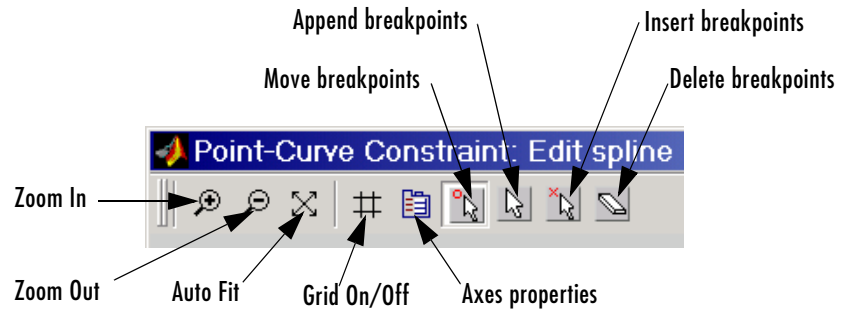 Append breakpoints
Insert breakpoints
Move breakpoints
Delete breakpoints
Point-Curve Constraint: Edit spline
Zoom In
Zoom Out
Auto Fit
Grid On/Off
Axes properties